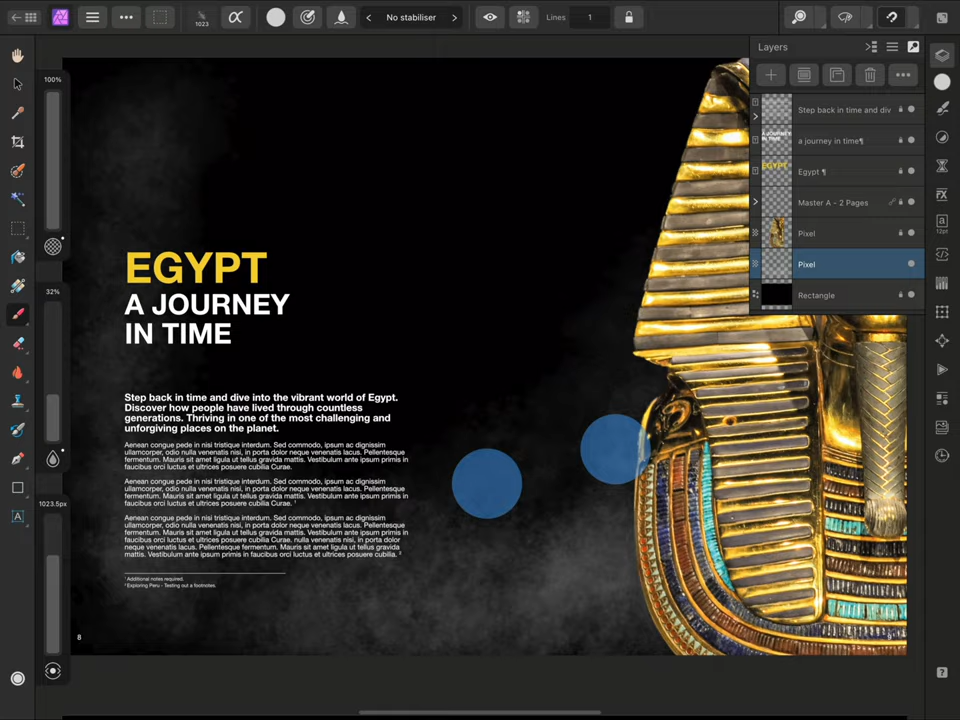 1023
No stabiliser
Lines
1
Layers
100%
Step back in time and div
A JOURNEY
IN TIME
a journey in time¶
EGYPT
Egypt ¶
Master A - 2 Pages
Pixel
Pixel
Rectangle
12pt
32%
1023.5px
EGYPT
A JOURNEY
IN TIME
Step back in time and dive into the vibrant world of Egypt.
Discover how people have lived through countless
generations. Thriving in one of the most challenging and
unforgiving places on the planet.
Aenean congue pede in nisi tristique interdum. Sed commodo, ipsum ac dignissim
ullamcorper, odio nulla venenatis nisi, in porta dolor neque venenatis lacus. Pellentesque
fermentum. Mauris sit amet ligula ut tellus gravida mattis. Vestibulum ante ipsum primis in
faucibus orci luctus et ultrices posuere cubilia Curae.
Aenean congue pede in nisi tristique interdum. Sed commodo, ipsum ac dignissim
ullamcorper, odio nulla venenatis nisi, in porta dolor neque venenatis lacus. Pellentesque
fermentum. Mauris sit amet ligula ut tellus gravida mattis. Vestibulum ante ipsum primis in
faucibus orci luctus et ultrices posuere cubilia Curae. 1
Aenean congue pede in nisi tristique interdum. Sed commodo, ipsum ac dignissim
ullamcorper, odio nulla venenatis nisi, in porta dolor neque venenatis lacus. Pellentesque
fermentum. Mauris sit amet ligula ut tellus gravida mattis. Vestibulum ante ipsum primis in
faucibus orci luctus et ultrices posuere cubilia Curae. nulla venenatis nisi, in porta dolor
neque venenatis lacus. Pellentesque fermentum. Mauris sit amet ligula ut tellus gravida
mattis. Vestibulum ante ipsum primis in faucibus orci luctus et ultrices posuere cubilia. 2
1 Additional notes required.
2 Exploring Peru - Testing out a footnotes.
8